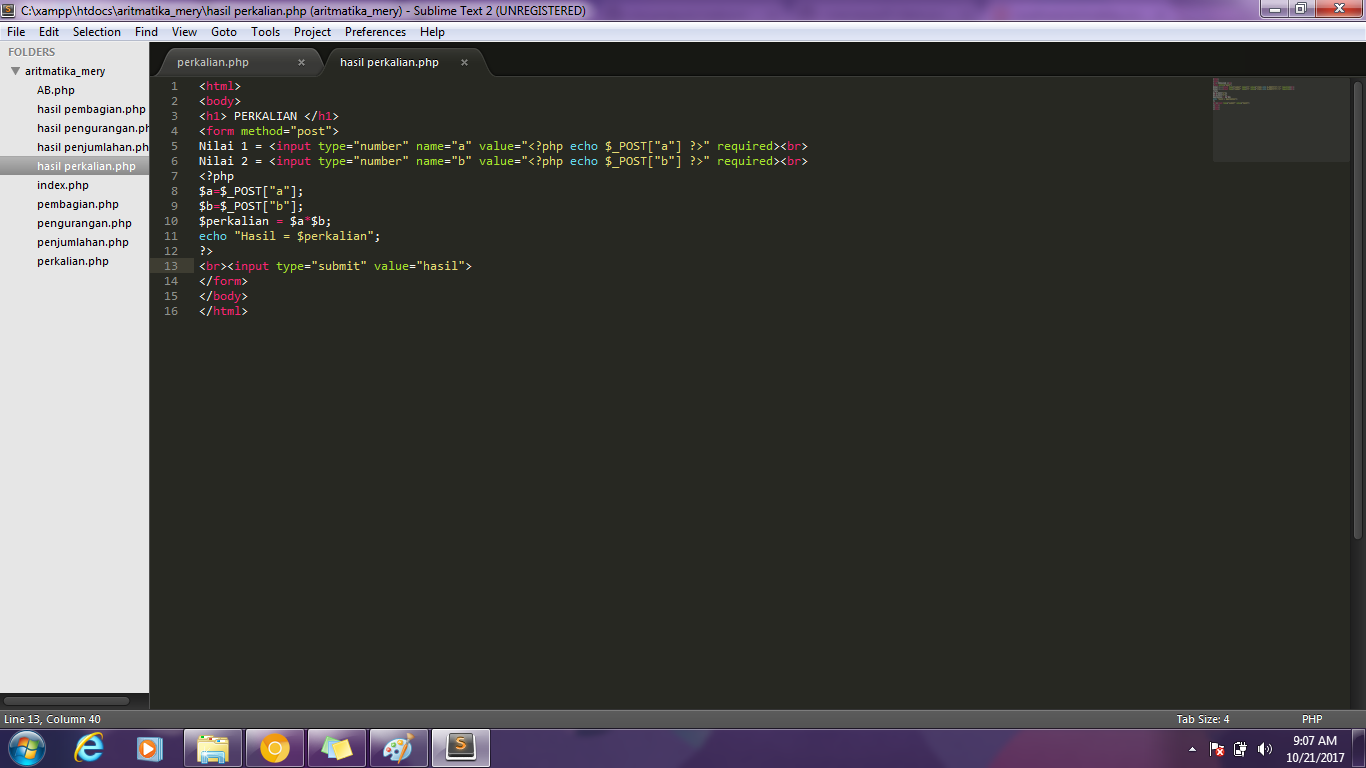 C:\xampp\htdocs\aritmatika_mery\hasil perkalian.php (aritmatika_mery) - Sublime Text 2 (UNREGISTERED)
File Edit Selection Find View Goto Tools Project Preferences Help
FOLDERS
aritmatika_mery
AB.php
hasil pembagian.php
hasil pengurangan.ph
hasil penjumlahan.ph
hasil perkalian.php
index.php
pembagian.php
pengurangan.php
penjumlahan.php
perkalian.php
perkalian.php × hasil perkalian.php ×
1 <html>
2 <body>
3 <h1> PERKALIAN </h1>
4 <form method="post">
5 Nilai 1 = <input type="number" name="a" value="<?php echo $_POST["a"] ?>" required><br>
6 Nilai 2 = <input type="number" name="b" value="<?php echo $_POST["b"] ?>" required><br>
7 <?php
8 $a=$_POST["a"];
9 $b=$_POST["b"];
10 $perkalian = $a*$b;
11 echo "Hasil = $perkalian";
12 ?>
13 <br><input type="submit" value="hasil">
14 </form>
15 </body>
16 </html>
Line 13, Column 40 Tab Size: 4 PHP
9:07 AM
10/21/2017